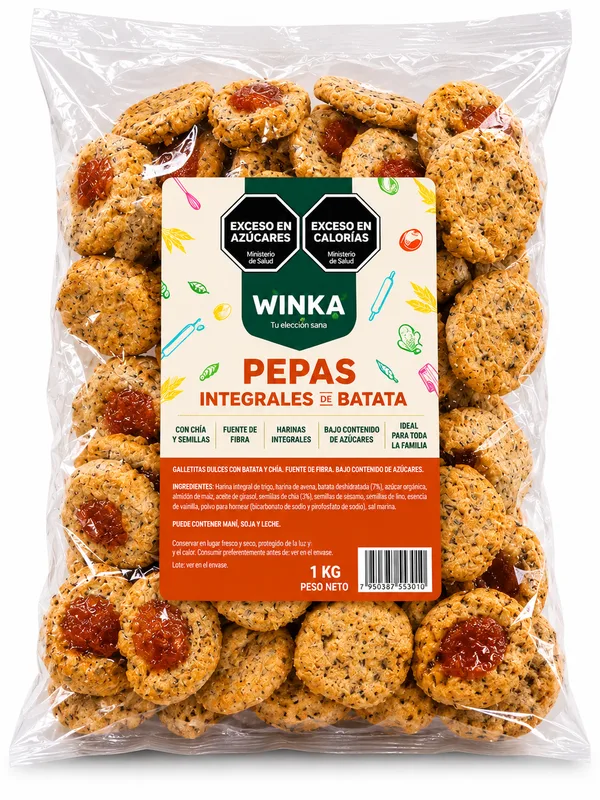 EXCESO EN
AZÚCARES
Ministerio
de Salud
EXCESO EN
CALORÍAS
Ministerio
de Salud
WINKA
Tu elección sana
PEPAS
INTEGRALES DE BATATA
CON CHÍA
Y SEMILLAS
FUENTE DE
FIBRA
HARINAS
INTEGRALES
BAJO CONTENIDO
DE AZÚCARES
IDEAL
PARA TODA
LA FAMILIA
GALLETITAS DULCES CON BATATA Y CHÍA. FUENTE DE FIRRA. BAJO CONTENIDO DE AZÚCARES.
INGREDIENTES: Harina integral de trigo, harina de avena, batata deshidratada (7%), azúcar orgánica,
almidón de maíz, aceite de girasol, semillas de chía (3%), semillas de sésamo, semillas de lino, esencia
de vainilla, polvo para hornear (bicarbonato de sodio y pirofosfato de sodio), sal marina.
PUEDE CONTENER MANÍ, SOJA Y LECHE.
Conservar en lugar fresco y seco, protegido de la luz y
y el calor. Consumir preferentemente antes de: ver en el envase.
Lote: ver en el envase.
1 KG
PESO NETO
7 950387 553010